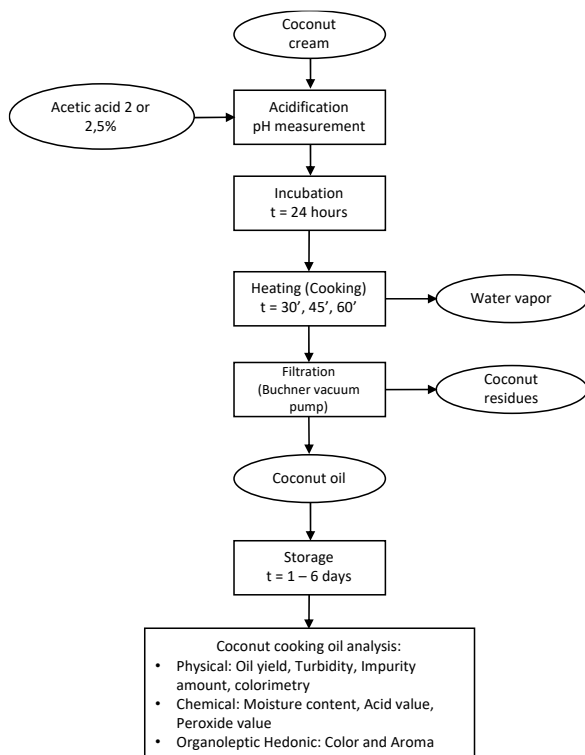 Coconut
cream
Acetic acid 2 or
2,5%
Acidification
pH measurement
Incubation
t = 24 hours
Heating (Cooking)
t = 30’, 45’, 60’
Water vapor
Filtration
(Buchner vacuum
pump)
Coconut
residues
Coconut oil
Storage
t = 1 – 6 days
Coconut cooking oil analysis:
• Physical: Oil yield, Turbidity, Impurity
amount, colorimetry
• Chemical: Moisture content, Acid value,
Peroxide value
• Organoleptic Hedonic: Color and Aroma